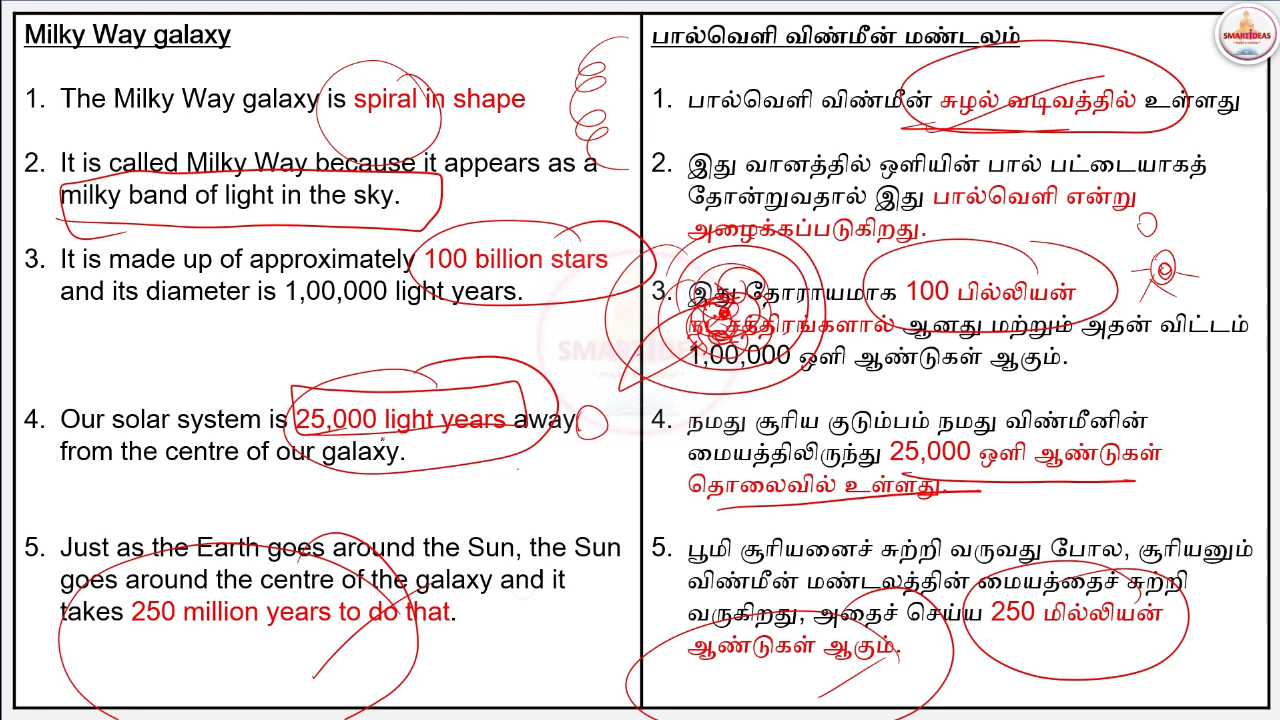 Milky Way galaxy
1. The Milky Way galaxy is spiral in shape
2. It is called Milky Way because it appears as a
milky band of light in the sky.
3. It is made up of approximately 100 billion stars
and its diameter is 1,00,000 light years.
4. Our solar system is 25,000 light years away
from the centre of our galaxy.
5. Just as the Earth goes around the Sun, the Sun
goes around the centre of the galaxy and it
takes 250 million years to do that.
பால்வெளி விண்மீன் மண்டலம்
1. பால்வெளி விண்மீன் சுழல் வடிவத்தில் உள்ளது
2. இது வானத்தில் ஒளியின் பால் பட்டையாகத்
தோன்றுவதால் இது பால்வெளி என்று
அழைக்கப்படுகிறது.
3. இது தோராயமாக 100 பில்லியன்
நட்சத்திரங்களால் ஆனது மற்றும் அதன் விட்டம்
1,00,000 ஒளி ஆண்டுகள் ஆகும்.
4. நமது சூரிய குடும்பம் நமது விண்மீனின்
மையத்திலிருந்து 25,000 ஒளி ஆண்டுகள்
தொலைவில் உள்ளது.
5. பூமி சூரியனைச் சுற்றி வருவது போல, சூரியனும்
விண்மீன் மண்டலத்தின் மையத்தைச் சுற்றி
வருகிறது, அதைச் செய்ய 250 மில்லியன்
ஆண்டுகள் ஆகும்.
SMARTIDEAS
SMARTIDEAS